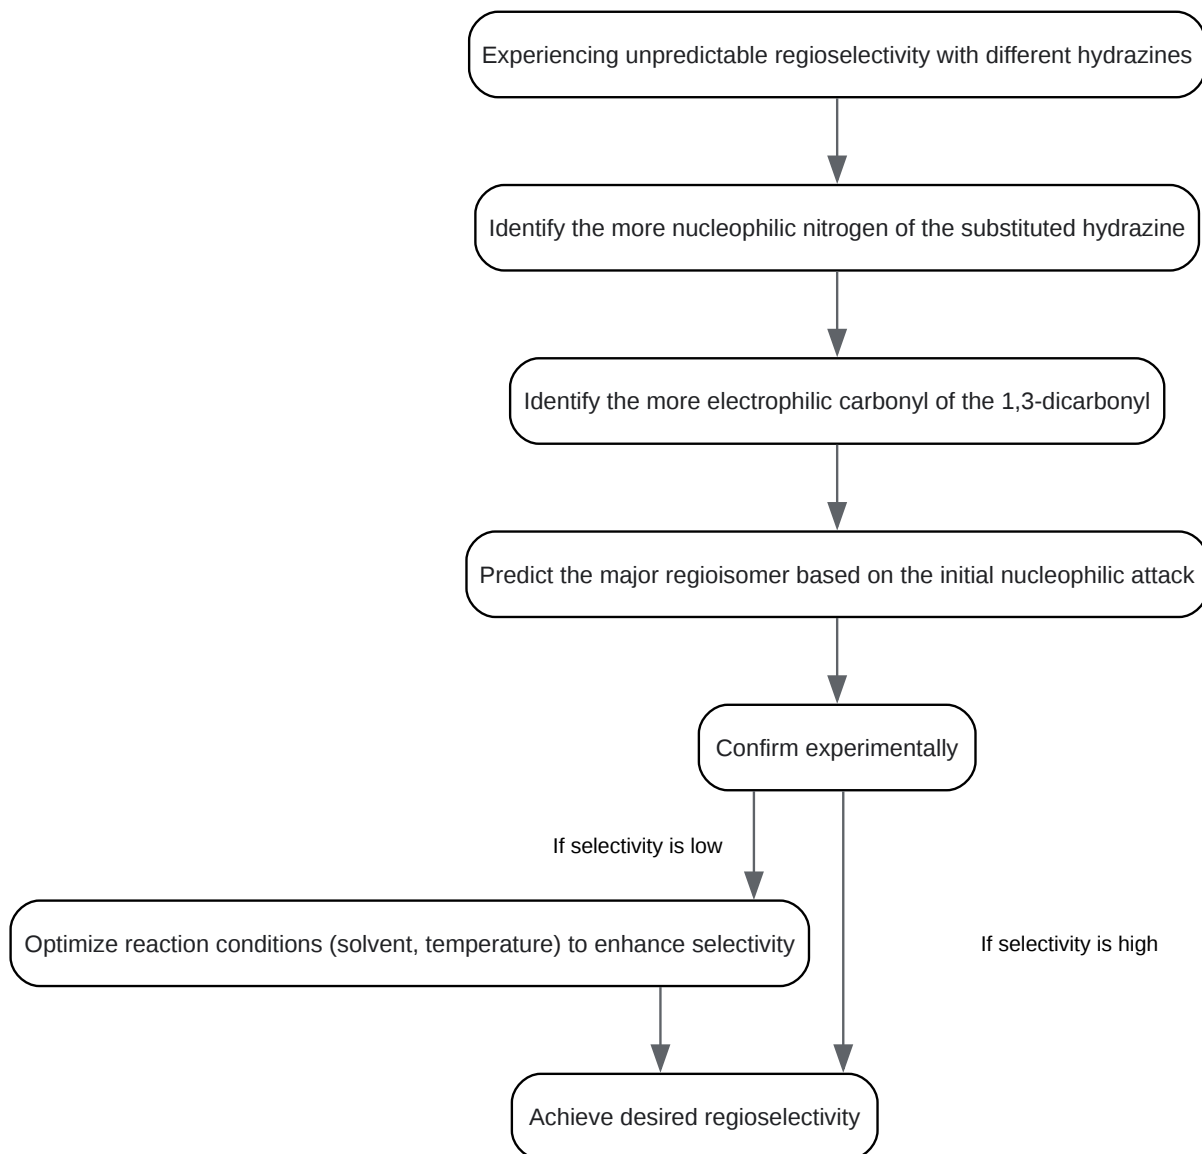 Experiencing unpredictable regioselectivity with different hydrazines
Identify the more nucleophilic nitrogen of the substituted hydrazine
Identify the more electrophilic carbonyl of the 1,3-dicarbonyl
Predict the major regioisomer based on the initial nucleophilic attack
Confirm experimentally
If selectivity is low
Optimize reaction conditions (solvent, temperature) to enhance selectivity
If selectivity is high
Achieve desired regioselectivity